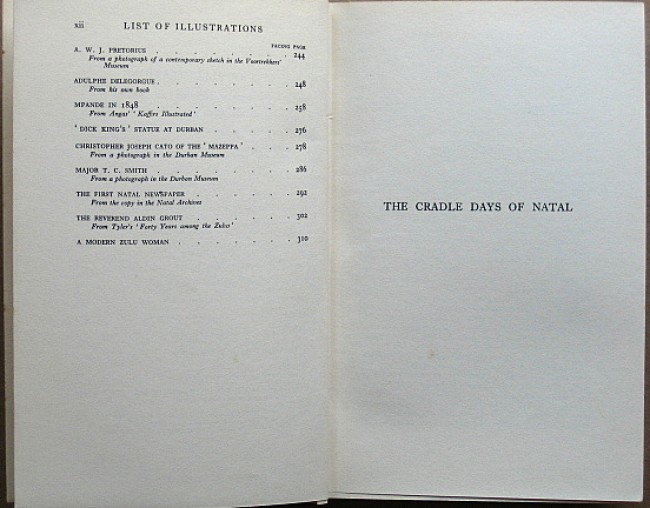 xii LIST OF ILLUSTRATIONS
FACING PAGE
A. W. J. PRETORIUS . . . . . . . 244
From a photograph of a contemporary sketch in the Voortrekkers'
Museum
ADULPHE DELEGORGUE . . . . . . . 248
From his own book
MPANDE IN 1848 . . . . . . . 258
From Angas' 'Kaffirs Illustrated'
'DICK KING'S' STATUE AT DURBAN . . . . . 276
CHRISTOPHER JOSEPH CATO OF THE 'MAZEPPA' . . . 278
From a photograph in the Durban Museum
MAJOR T. C. SMITH . . . . . . . 286
From a photograph in the Durban Museum
THE FIRST NATAL NEWSPAPER . . . . . . 292
From the copy in the Natal Archives
THE REVEREND ALDIN GROUT . . . . . . 302
From Tyler's 'Forty Years among the Zulus'
A MODERN ZULU WOMAN . . . . . . 310
THE CRADLE DAYS OF NATAL